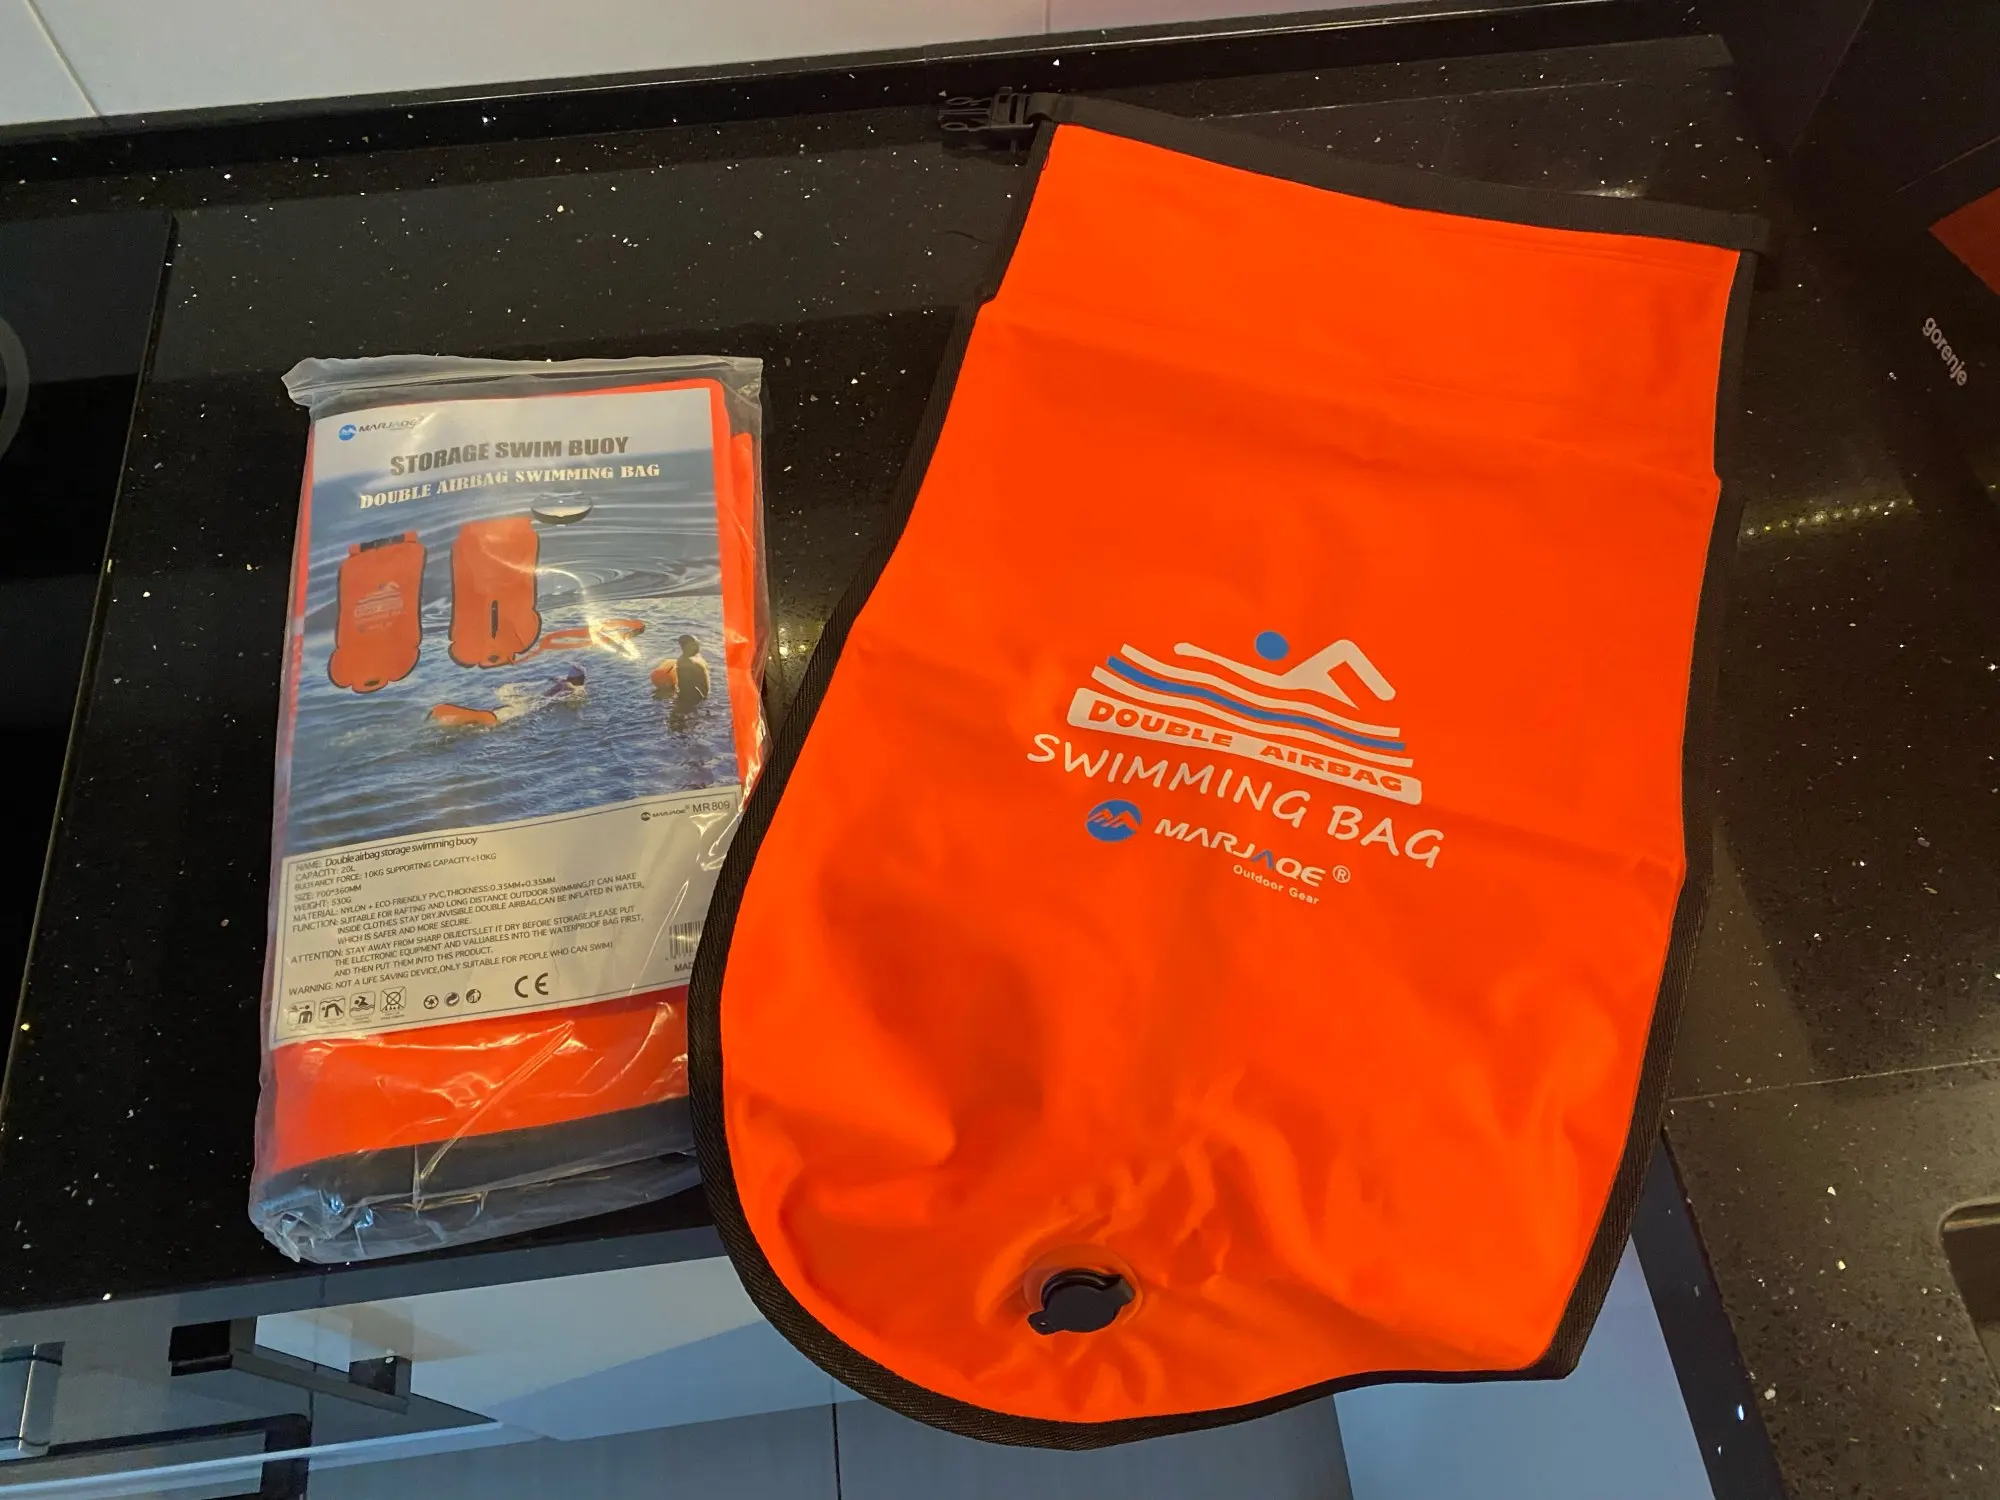 MARJAQE
STORAGE SWIM BUOY
DOUBLE AIRBAG SWIMMING BAG
MARJAQE® MR809
NAME: Double airbag storage swimming buoy
CAPACITY: 20L
BUOYANCY FORCE: 10KG SUPPORTING CAPACITY<10KG
SIZE: 700*360MM
WEIGHT: 530G
MATERIAL: NYLON + ECO-FRIENDLY PVC,THICKNESS:0.35MM+0.35MM
FUNCTION: SUITABLE FOR RAFTING AND LONG DISTANCE OUTDOOR SWIMMING,IT CAN MAKE
INSIDE CLOTHES STAY DRY.INVISIBLE DOUBLE AIRBAG,CAN BE INFLATED IN WATER,
WHICH IS SAFER AND MORE SECURE.
ATTENTION: STAY AWAY FROM SHARP OBJECTS,LET IT DRY BEFORE STORAGE,PLEASE PUT
THE ELECTRONIC EQUIPMENT AND VALUABLES INTO THE WATERPROOF BAG FIRST,
AND THEN PUT THEM INTO THIS PRODUCT.
WARNING: NOT A LIFE SAVING DEVICE,ONLY SUITABLE FOR PEOPLE WHO CAN SWIM!
CE
DOUBLE AIRBAG
SWIMMING BAG
MARJAQE®
Outdoor Gear
gorenje